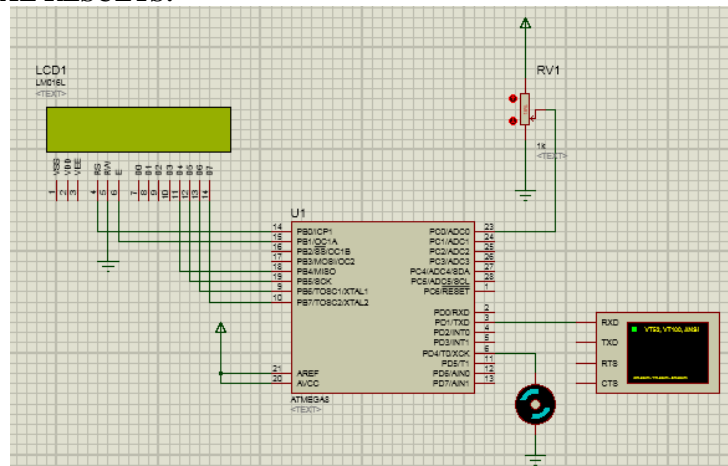 LCD1
LM016L
<TEXT>
VSS
VDD
VEE
RS
RW
E
D0
D1
D2
D3
D4
D5
D6
D7
1
2
3
4
5
6
7
8
9
10
11
12
13
14
RV1
1k
<TEXT>
U1
14 PB0/ICP1 PC0/ADC0 23
15 PB1/OC1A PC1/ADC1 24
16 PB2/SS/OC1B PC2/ADC2 25
17 PB3/MOSI/OC2 PC3/ADC3 26
18 PB4/MISO PC4/ADC4/SDA 27
19 PB5/SCK PC5/ADC5/SCL 28
9 PB6/TOSC1/XTAL1 PC6/RESET 1
10 PB7/TOSC2/XTAL2
PD0/RXD 2
PD1/TXD 3
PD2/INT0 4
PD3/INT1 5
PD4/T0/XCK 6
PD5/T1 11
21 AREF PD6/AIN0 12
20 AVCC PD7/AIN1 13
ATMEGA8
<TEXT>
RXD
TXD
RTS
CTS
VT52, VT100, ANSI